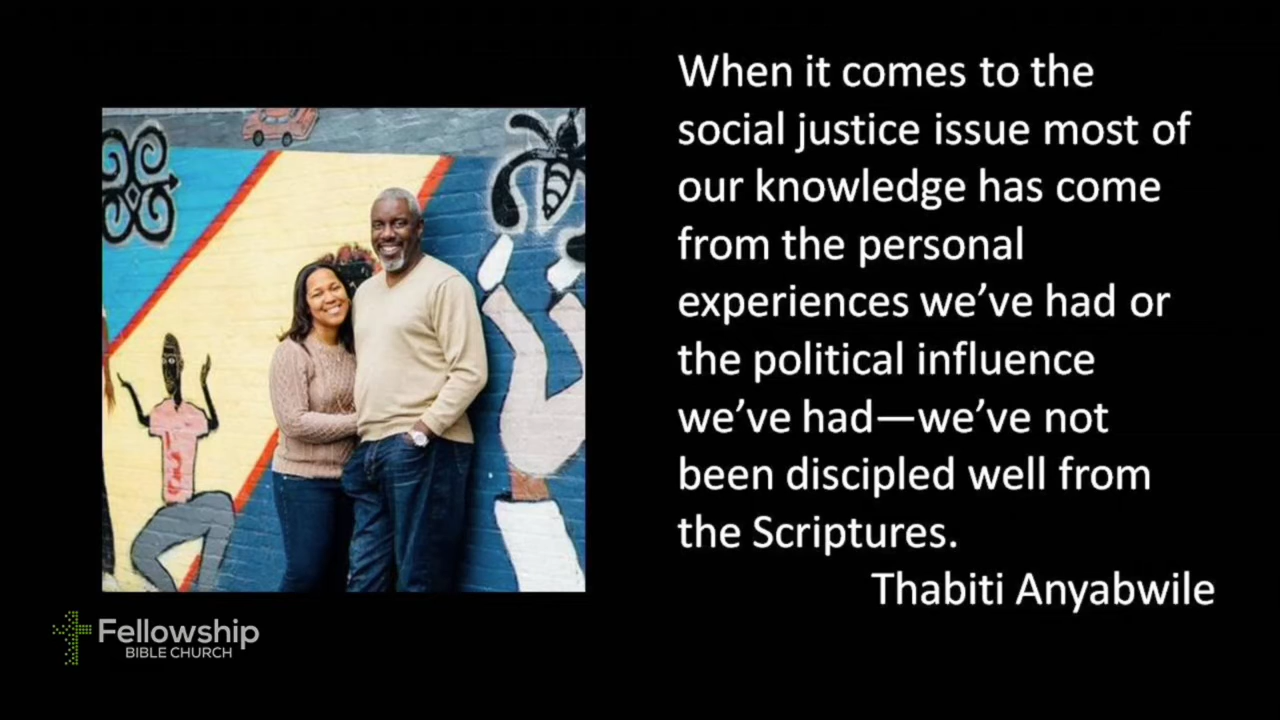 When it comes to the
social justice issue most of
our knowledge has come
from the personal
experiences we’ve had or
the political influence
we’ve had—we’ve not
been discipled well from
the Scriptures.
Thabiti Anyabwile
Fellowship
BIBLE CHURCH